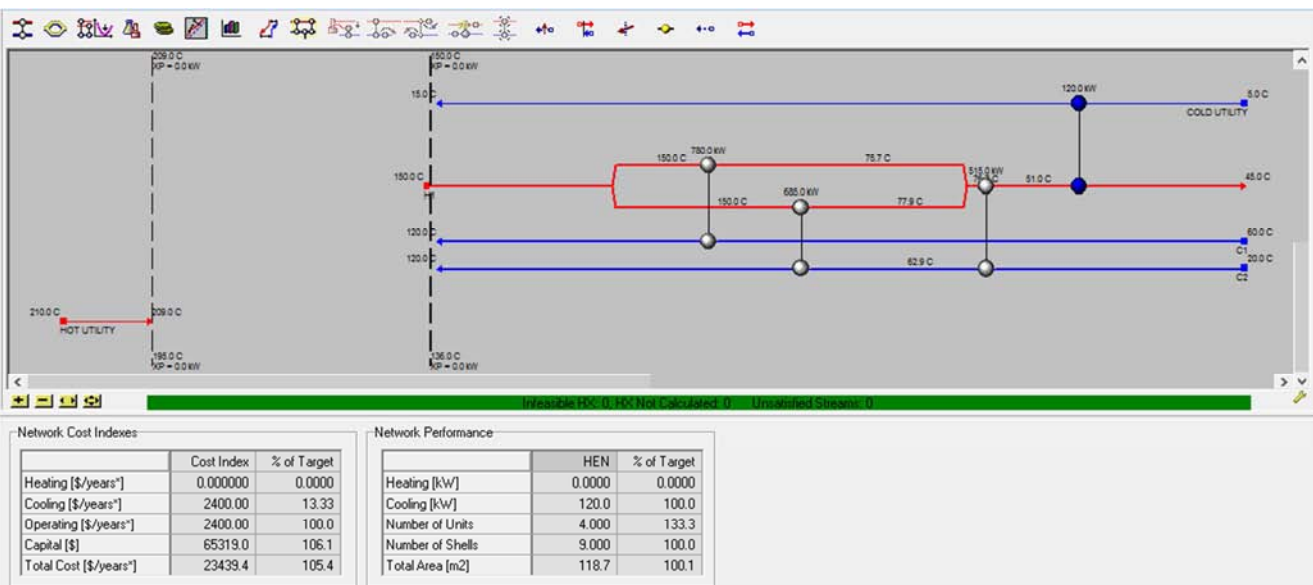 209.0 C
XP = 0.0 kW
150.0 C
XP = 0.0 kW
15.0 C
120.0 kW
5.0 C
COLD UTILITY
150.0 C
780.0 kW
75.7 C
150.0 C
515.0 kW
51.0 C
45.0 C
685.0 kW
150.0 C
77.9 C
120.0 C
60.0 C
C1
120.0 C
62.9 C
20.0 C
C2
210.0 C
209.0 C
HOT UTILITY
195.0 C
XP = 0.0 kW
136.0 C
XP = 0.0 kW
Infeasible HX: 0, HX Not Calculated: 0 Unsatisfied Streams: 0
Network Cost Indexes
Cost Index % of Target
Heating [$/years*] 0.000000 0.0000
Cooling [$/years*] 2400.00 13.33
Operating [$/years*] 2400.00 100.0
Capital [$] 65319.0 106.1
Total Cost [$/years*] 23439.4 105.4
Network Performance
HEN % of Target
Heating [kW] 0.0000 0.0000
Cooling [kW] 120.0 100.0
Number of Units 4.000 133.3
Number of Shells 9.000 100.0
Total Area [m2] 118.7 100.1